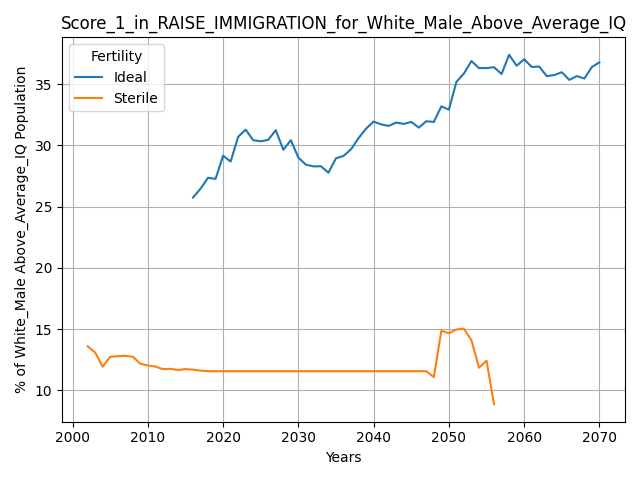 Score_1_in_RAISE_IMMIGRATION_for_White_Male_Above_Average_IQ
Fertility
Ideal
Sterile
% of White_Male Above_Average_IQ Population
35
30
25
20
15
10
2000 2010 2020 2030 2040 2050 2060 2070
Years